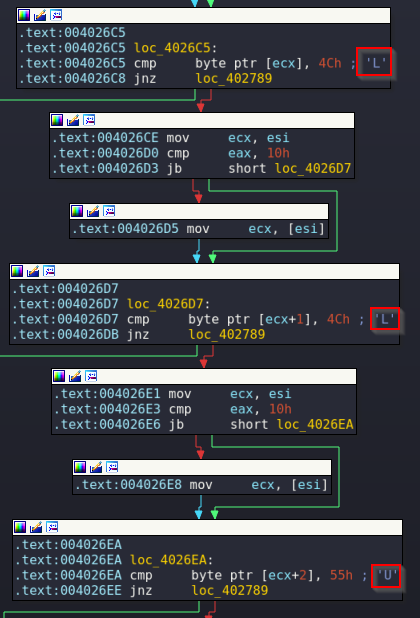 .text:004026C5
.text:004026C5 loc_4026C5:
.text:004026C5 cmp byte ptr [ecx], 4Ch ; 'L'
.text:004026C8 jnz loc_402789
.text:004026CE mov ecx, esi
.text:004026D0 cmp eax, 10h
.text:004026D3 jb short loc_4026D7
.text:004026D5 mov ecx, [esi]
.text:004026D7
.text:004026D7 loc_4026D7:
.text:004026D7 cmp byte ptr [ecx+1], 4Ch ; 'L'
.text:004026DB jnz loc_402789
.text:004026E1 mov ecx, esi
.text:004026E3 cmp eax, 10h
.text:004026E6 jb short loc_4026EA
.text:004026E8 mov ecx, [esi]
.text:004026EA
.text:004026EA loc_4026EA:
.text:004026EA cmp byte ptr [ecx+2], 55h ; 'U'
.text:004026EE jnz loc_402789